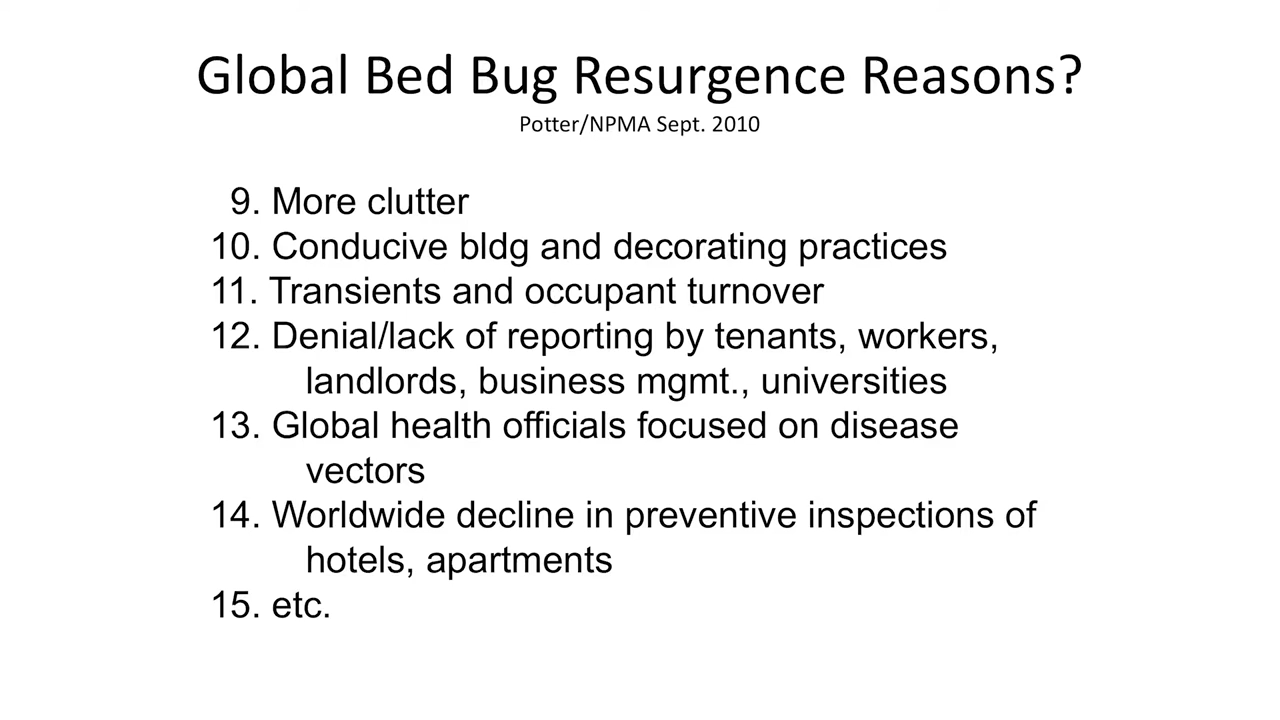 Global Bed Bug Resurgence Reasons?
Potter/NPMA Sept. 2010
9. More clutter
10. Conducive bldg and decorating practices
11. Transients and occupant turnover
12. Denial/lack of reporting by tenants, workers,
landlords, business mgmt., universities
13. Global health officials focused on disease
vectors
14. Worldwide decline in preventive inspections of
hotels, apartments
15. etc.